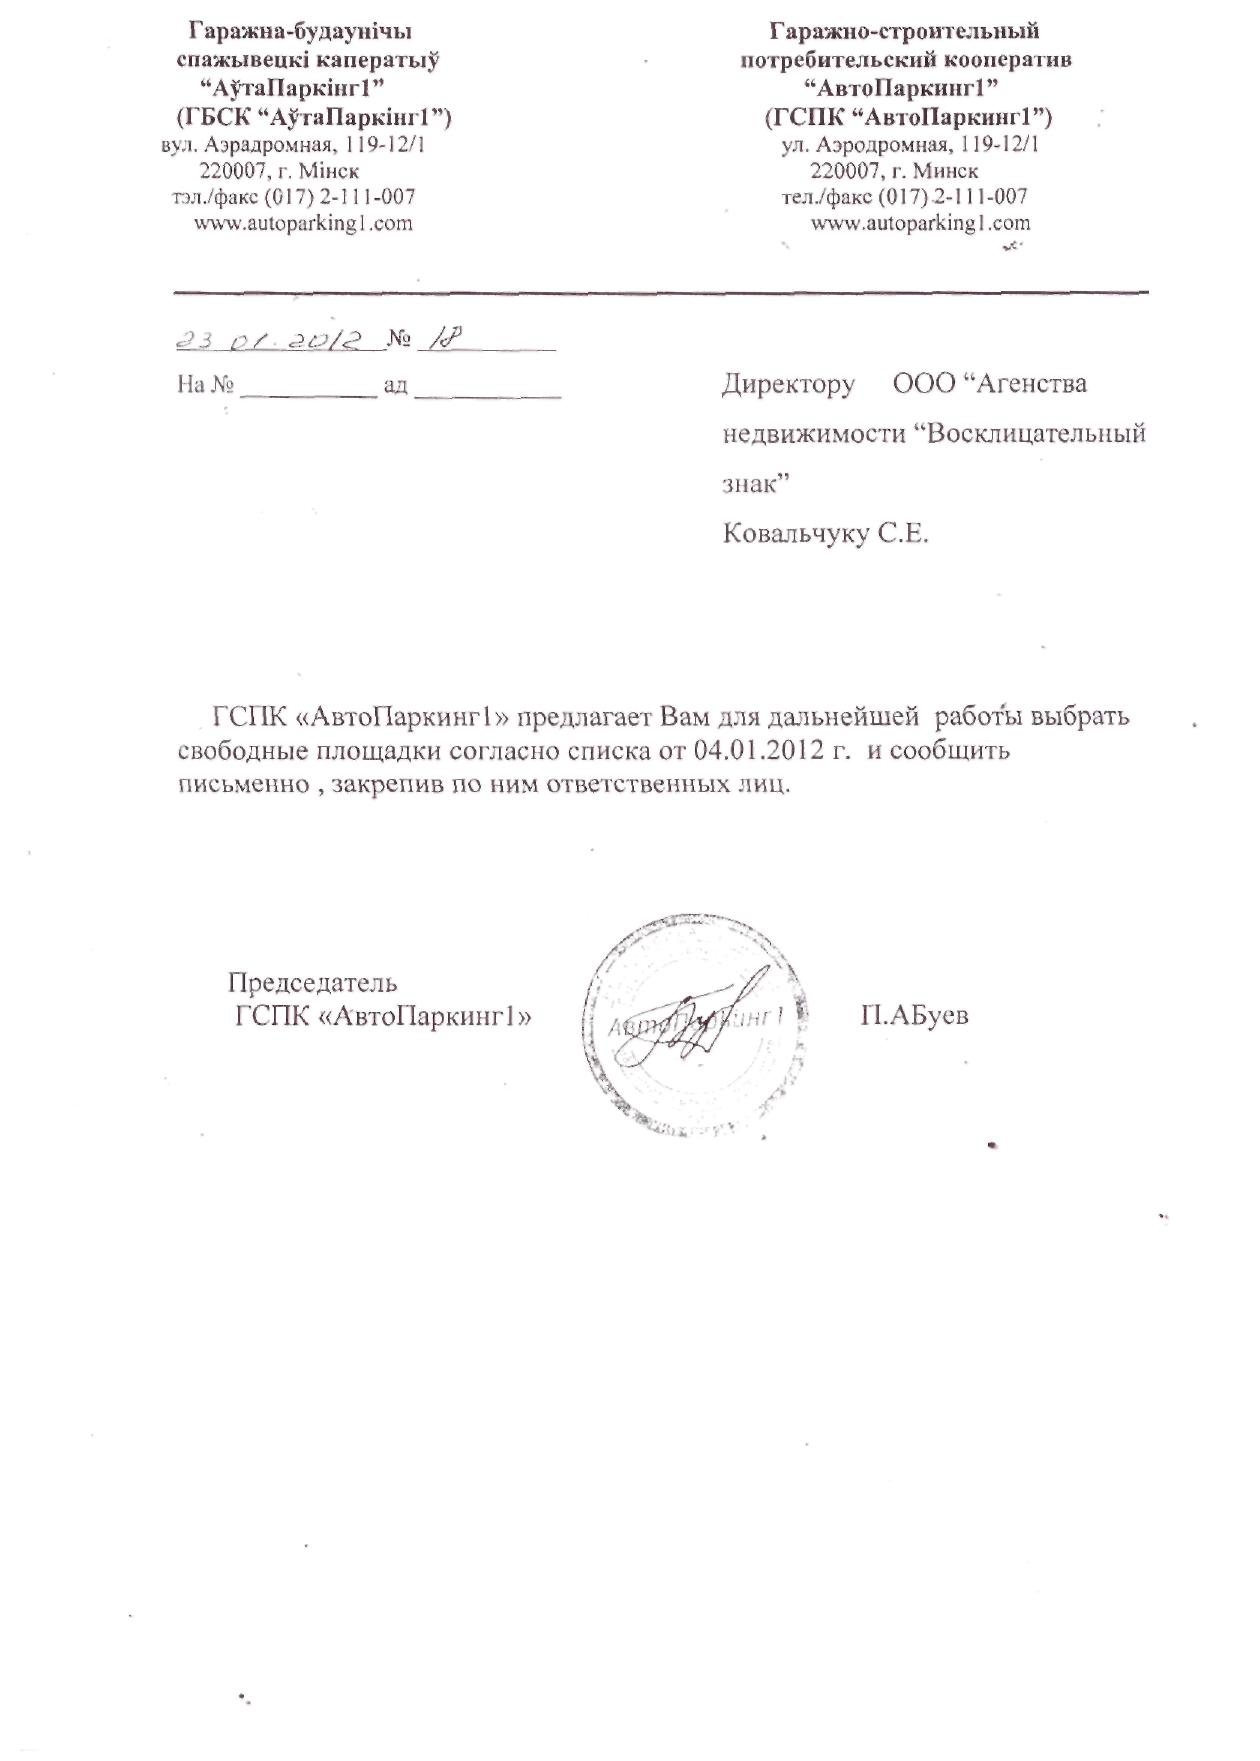 Гаражна-будаунічы
спажывецкі каператыў
“АўтаПаркінг1”
(ГБСК “АўтаПаркінг1”)
вул. Аэрадромная, 119-12/1
220007, г. Мінск
тэл./факс (017) 2-111-007
www.autoparking1.com
Гаражно-строительный
потребительский кооператив
“АвтоПаркинг1”
(ГСПК “АвтоПаркинг1”)
ул. Аэродромная, 119-12/1
220007, г. Минск
тел./факс (017) 2-111-007
www.autoparking1.com
23 01. 2012 № 18
На № __________ ад ___________
Директору ООО “Агенства
недвижимости “Восклицательный
знак”
Ковальчуку С.Е.
ГСПК «АвтоПаркинг1» предлагает Вам для дальнейшей работы выбрать
свободные площадки согласно списка от 04.01.2012 г. и сообщить
письменно , закрепив по ним ответственных лиц.
Председатель
ГСПК «АвтоПаркинг1»
АвтоПаркинг1
П.АБуев